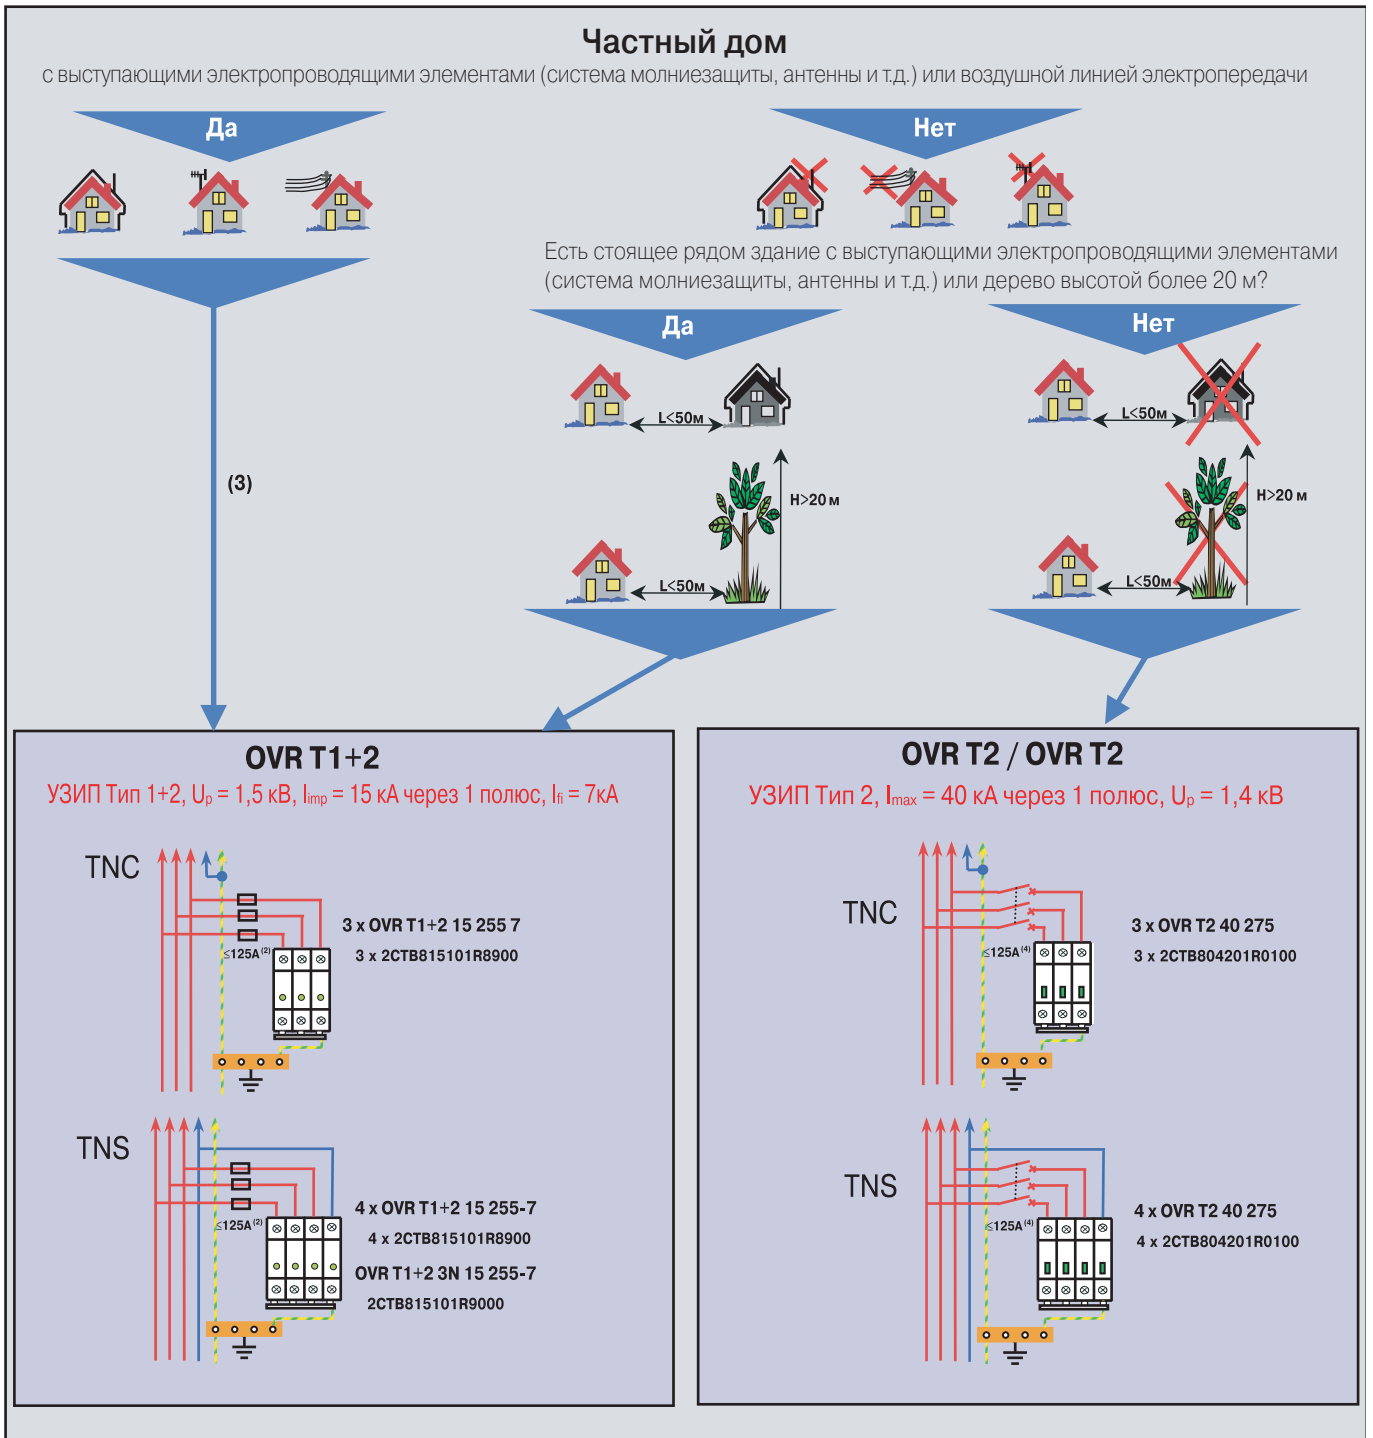 Частный дом
с выступающими электропроводящими элементами (система молниезащиты, антенны и т.д.) или воздушной линией электропередачи
Да
Нет
Есть стоящее рядом здание с выступающими электропроводящими элементами
(система молниезащиты, антенны и т.д.) или дерево высотой более 20 м?
Да
Нет
L<50м
L<50м
(3)
H>20 м
H>20 м
L<50м
L<50м
OVR T1+2
УЗИП Тип 1+2, Up = 1,5 кВ, Iimp = 15 кА через 1 полюс, Ifi = 7кА
TNC
3 x OVR T1+2 15 255 7
3 x 2CTB815101R8900
≤125A (2)
TNS
4 x OVR T1+2 15 255-7
4 x 2CTB815101R8900
≤125A (2)
OVR T1+2 3N 15 255-7
2CTB815101R9000
OVR T2 / OVR T2
УЗИП Тип 2, Imax = 40 кА через 1 полюс, Up = 1,4 кВ
TNC
3 x OVR T2 40 275
3 x 2CTB804201R0100
≤125A (4)
TNS
4 x OVR T2 40 275
4 x 2CTB804201R0100
≤125A (4)